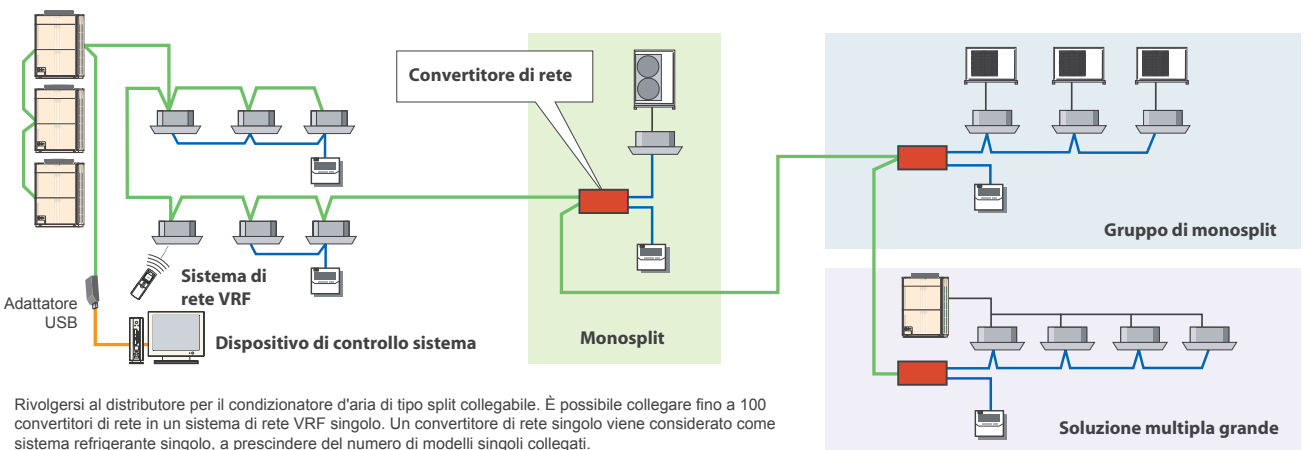 Convertitore di rete
Gruppo di monosplit
Sistema di
rete VRF
Adattatore
USB
Dispositivo di controllo sistema
Monosplit
Soluzione multipla grande
Rivolgersi al distributore per il condizionatore d'aria di tipo split collegabile. È possibile collegare fino a 100
convertitori di rete in un sistema di rete VRF singolo. Un convertitore di rete singolo viene considerato come
sistema refrigerante singolo, a prescindere del numero di modelli singoli collegati.